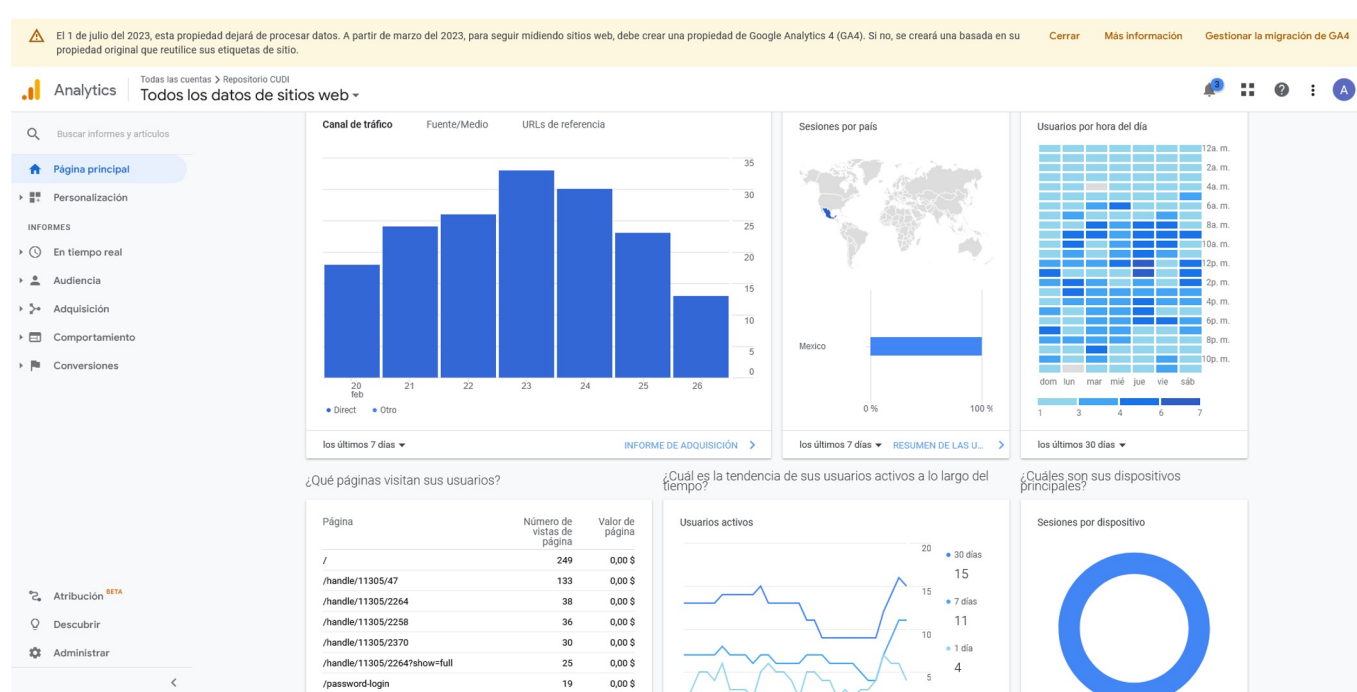 El 1 de julio del 2023, esta propiedad dejará de procesar datos. A partir de marzo del 2023, para seguir midiendo sitios web, debe crear una propiedad de Google Analytics 4 (GA4). Si no, se creará una basada en su
propiedad original que reutilice sus etiquetas de sitio.
Cerrar Más información Gestionar la migración de GA4
Analytics
Todas las cuentas > Repositorio CUDI
Todos los datos de sitios web
3
A
Buscar informes y artículos
Página principal
Personalización
INFORMES
En tiempo real
Audiencia
Adquisición
Comportamiento
Conversiones
Atribución BETA
Descubrir
Administrar
Canal de tráfico Fuente/Medio URLs de referencia
35
30
25
20
15
10
5
0
20 21 22 23 24 25 26
feb
Direct Otro
los últimos 7 días INFORME DE ADQUISICIÓN
Sesiones por país
Mexico
0 % 100 %
los últimos 7 días RESUMEN DE LAS U...
Usuarios por hora del día
12a. m.
2a. m.
4a. m.
6a. m.
8a. m.
10a. m.
12p. m.
2p. m.
4p. m.
6p. m.
8p. m.
10p. m.
dom lun mar mié jue vie sáb
1 3 4 6 7
los últimos 30 días
¿Qué páginas visitan sus usuarios?
Página Número de Valor de
vistas de página
página
/ 249 0,00 $
/handle/11305/47 133 0,00 $
/handle/11305/2264 38 0,00 $
/handle/11305/2258 36 0,00 $
/handle/11305/2370 30 0,00 $
/handle/11305/2264?show=full 25 0,00 $
/password-login 19 0,00 $
¿Cuál es la tendencia de sus usuarios activos a lo largo del
tiempo?
Usuarios activos
20
15
10
5
30 días
15
7 días
11
1 día
4
¿Cuáles son sus dispositivos
principales?
Sesiones por dispositivo